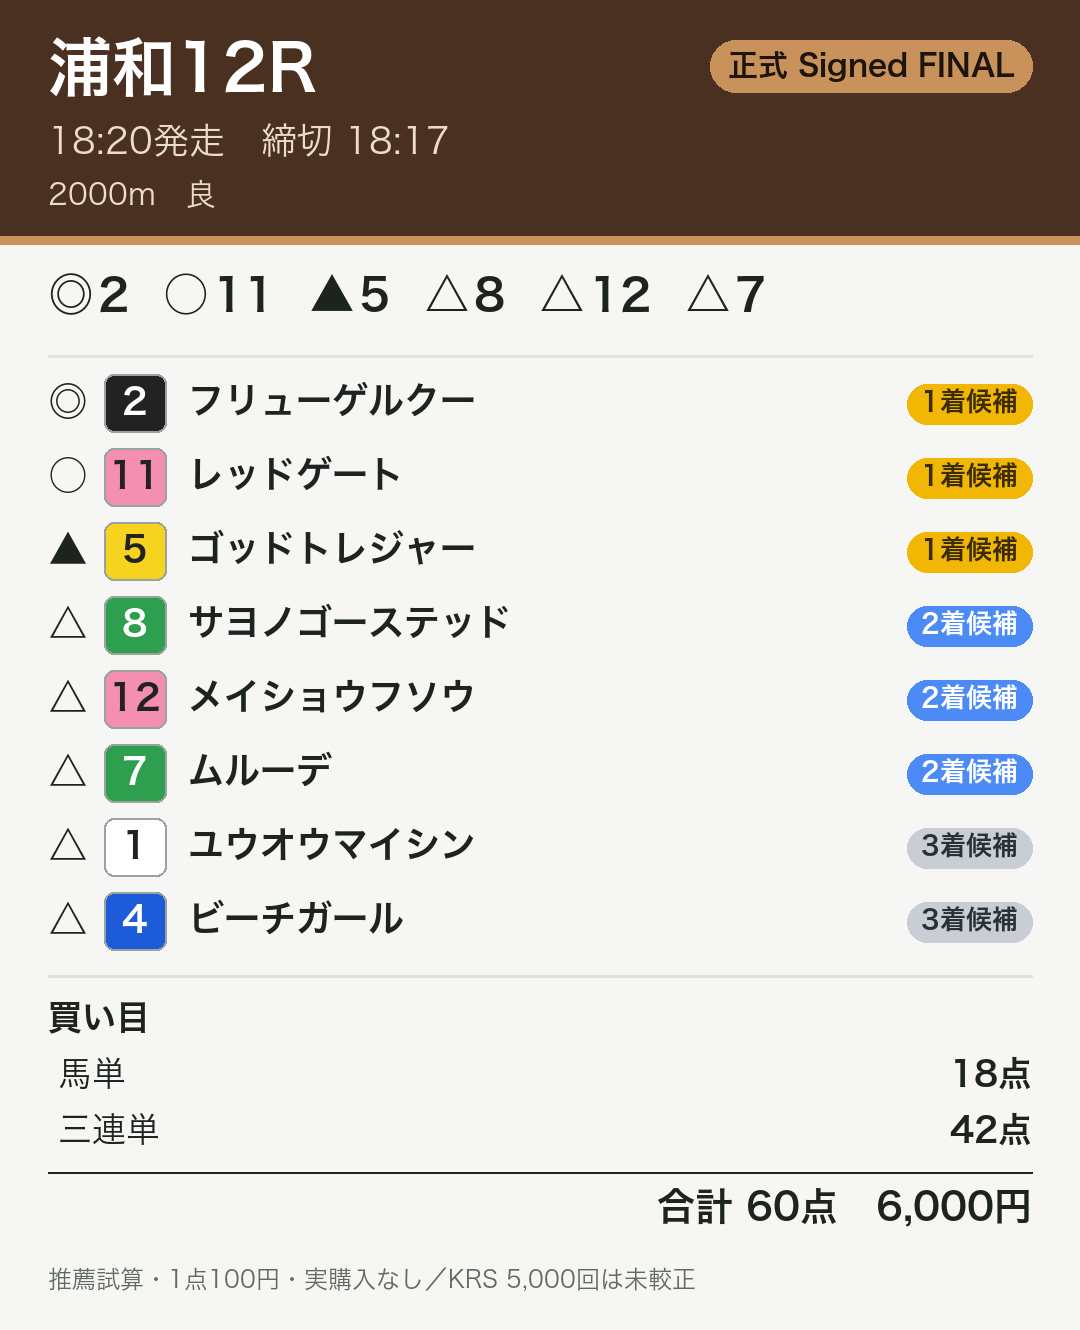 浦和12R
正式 Signed FINAL
18:20発走　締切 18:17
2000m　良
◎2 ○11 ▲5 △8 △12 △7
◎ 2 フリューゲルクー 1着候補
○ 11 レッドゲート 1着候補
▲ 5 ゴッドトレジャー 1着候補
△ 8 サヨノゴーステッド 2着候補
△ 12 メイショウフソウ 2着候補
△ 7 ムルーデ 2着候補
△ 1 ユウオウマイシン 3着候補
△ 4 ビーチガール 3着候補
買い目
馬単 18点
三連単 42点
合計 60点　6,000円
推薦試算・1点100円・実購入なし／KRS 5,000回は未較正